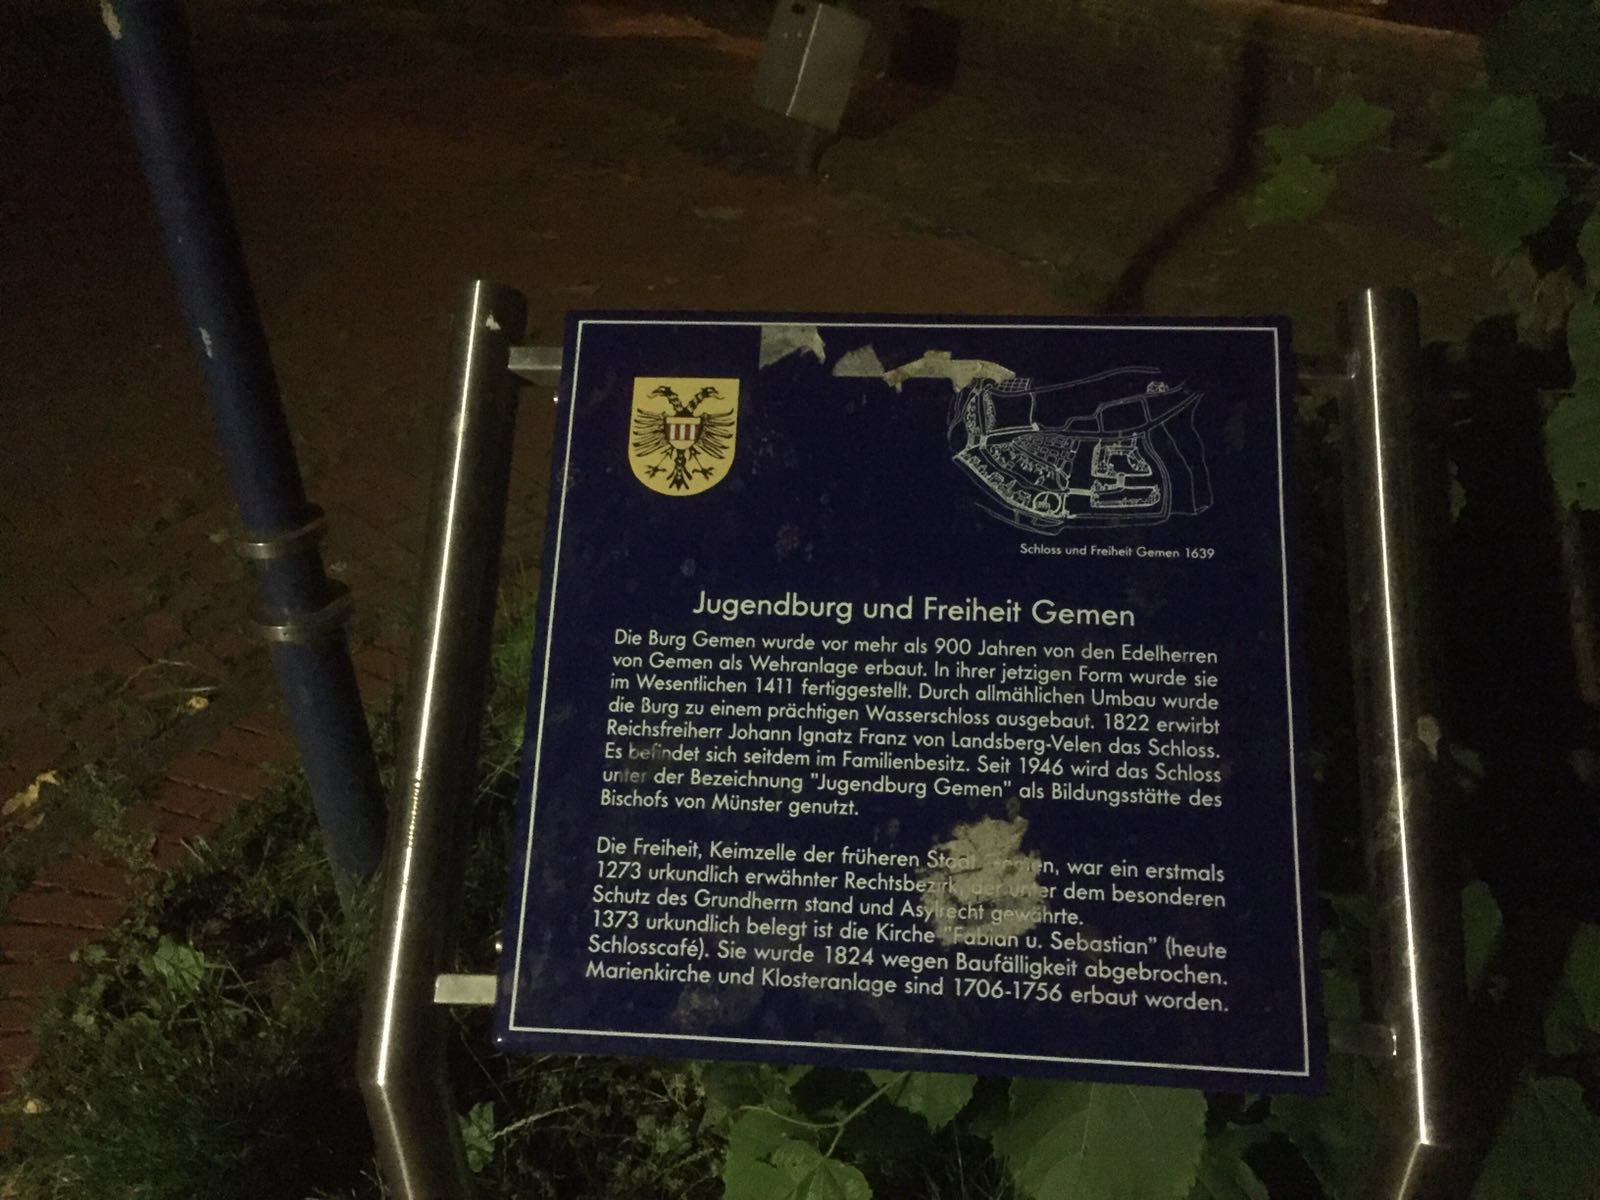 Schloss und Freiheit Gemen 1639
Jugendburg und Freiheit Gemen
Die Burg Gemen wurde vor mehr als 900 Jahren von den Edelherren
von Gemen als Wehranlage erbaut. In ihrer jetzigen Form wurde sie
im Wesentlichen 1411 fertiggestellt. Durch allmählichen Umbau wurde
die Burg zu einem prächtigen Wasserschloss ausgebaut. 1822 erwirbt
Reichsfreiherr Johann Ignatz Franz von Landsberg-Velen das Schloss.
Es befindet sich seitdem im Familienbesitz. Seit 1946 wird das Schloss
unter der Bezeichnung "Jugendburg Gemen" als Bildungsstätte des
Bischofs von Münster genutzt.
Die Freiheit, Keimzelle der früheren Stadt Gemen, war ein erstmals
1273 urkundlich erwähnter Rechtsbezirk, der unter dem besonderen
Schutz des Grundherrn stand und Asylrecht gewährte.
1373 urkundlich belegt ist die Kirche "Fabian u. Sebastian" (heute
Schlosscafé). Sie wurde 1824 wegen Baufälligkeit abgebrochen.
Marienkirche und Klosteranlage sind 1706-1756 erbaut worden.